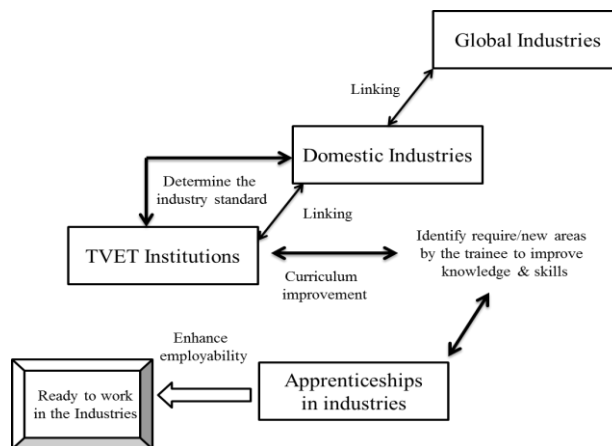 Global Industries
Linking
Domestic Industries
Determine the
industry standard
Linking
TVET Institutions
Identify require/new areas
by the trainee to improve
knowledge & skills
Curriculum
improvement
Enhance
employability
Ready to work
in the Industries
Apprenticeships
in industries